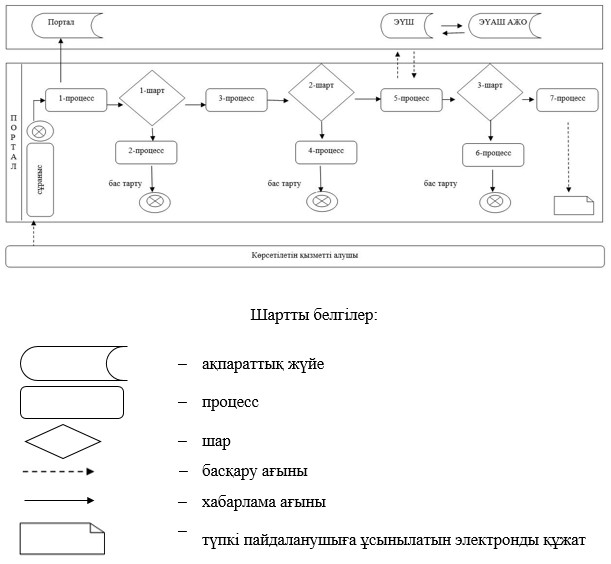 Портал
ЭҮШ
ЭҮАШ АЖО
ПОРТАЛ
1-процесс
1-шарт
3-процесс
2-шарт
5-процесс
3-шарт
7-процесс
2-процесс
4-процесс
6-процесс
сұраныс
бас тарту
бас тарту
бас тарту
Көрсетілетін қызметті алушы
Шартты белгілер:
– ақпараттық жүйе
– процесс
– шар
– басқару ағыны
– хабарлама ағыны
– түпкі пайдаланушыға ұсынылатын электронды құжат